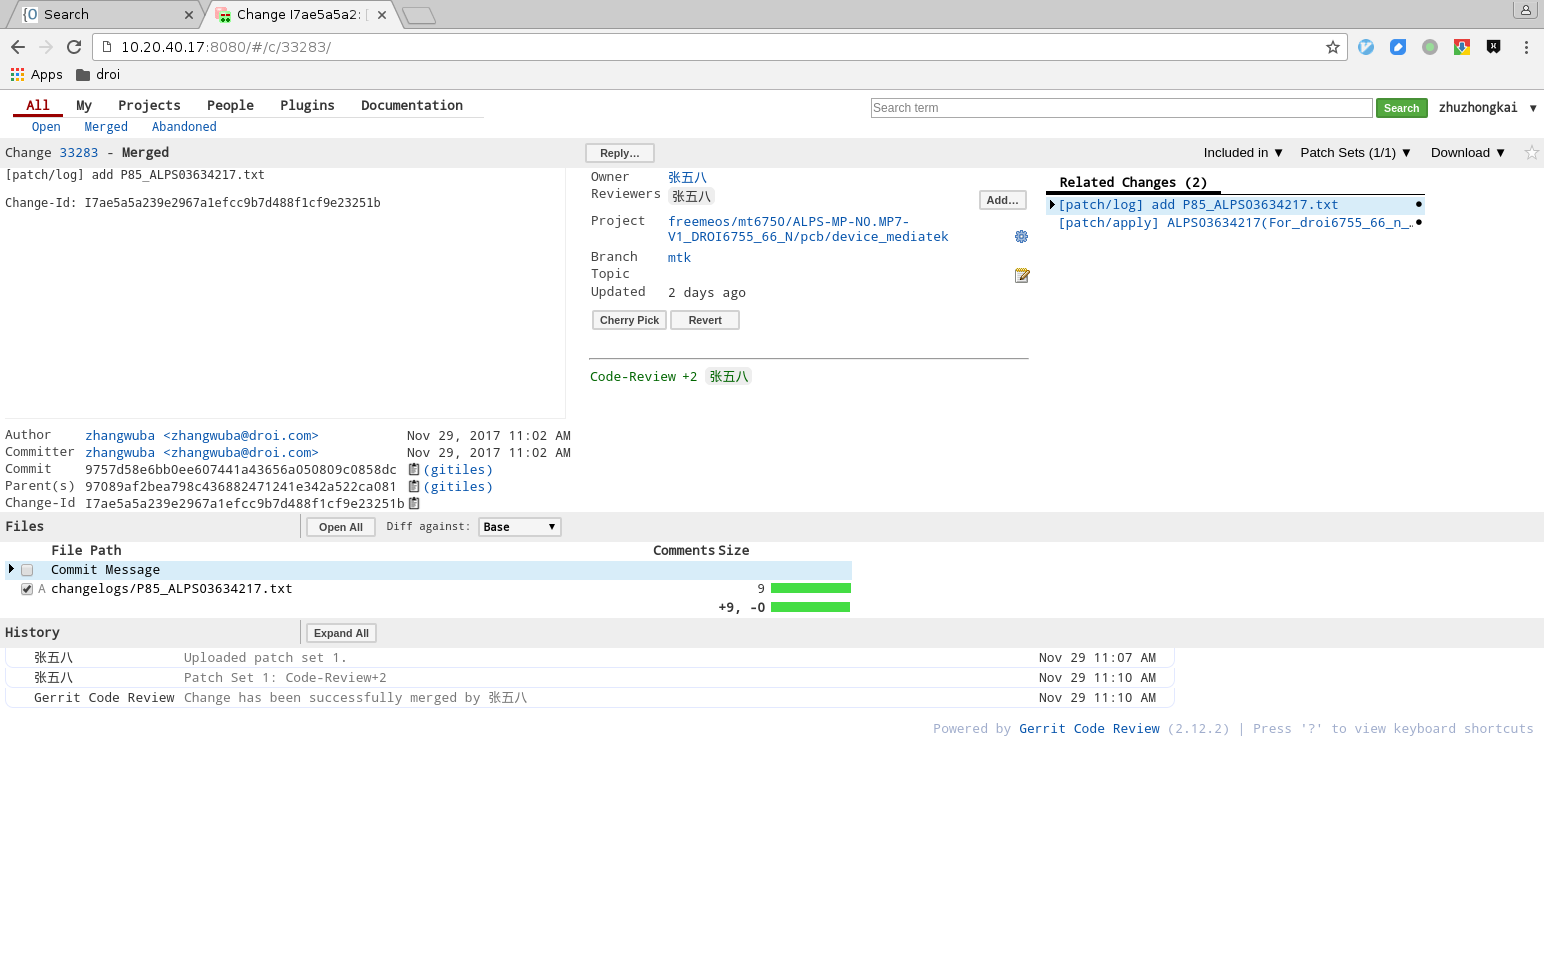 {O Search
Change I7ae5a5a2: [
10.20.40.17:8080/#/c/33283/
Apps droi
All My Projects People Plugins Documentation
Search term Search zhuzhongkai ▼
Open Merged Abandoned
Change 33283 - Merged Reply… Included in ▼ Patch Sets (1/1) ▼ Download ▼
[patch/log] add P85_ALPS03634217.txt
Change-Id: I7ae5a5a239e2967a1efcc9b7d488f1cf9e23251b
Owner 张五八
Reviewers 张五八 Add…
Project freemeos/mt6750/ALPS-MP-N0.MP7-
V1_DROI6755_66_N/pcb/device_mediatek
Branch mtk
Topic
Updated 2 days ago
Cherry Pick Revert
Code-Review +2 张五八
Related Changes (2)
[patch/log] add P85_ALPS03634217.txt
[patch/apply] ALPS03634217(For_droi6755_66_n_…
Author zhangwuba <zhangwuba@droi.com> Nov 29, 2017 11:02 AM
Committer zhangwuba <zhangwuba@droi.com> Nov 29, 2017 11:02 AM
Commit 9757d58e6bb0ee607441a43656a050809c0858dc (gitiles)
Parent(s) 97089af2bea798c436882471241e342a522ca081 (gitiles)
Change-Id I7ae5a5a239e2967a1efcc9b7d488f1cf9e23251b
Files Open All Diff against: Base ▼
File Path Comments Size
Commit Message
A changelogs/P85_ALPS03634217.txt 9
+9, -0
History Expand All
张五八 Uploaded patch set 1. Nov 29 11:07 AM
张五八 Patch Set 1: Code-Review+2 Nov 29 11:10 AM
Gerrit Code Review Change has been successfully merged by 张五八 Nov 29 11:10 AM
Powered by Gerrit Code Review (2.12.2) | Press '?' to view keyboard shortcuts